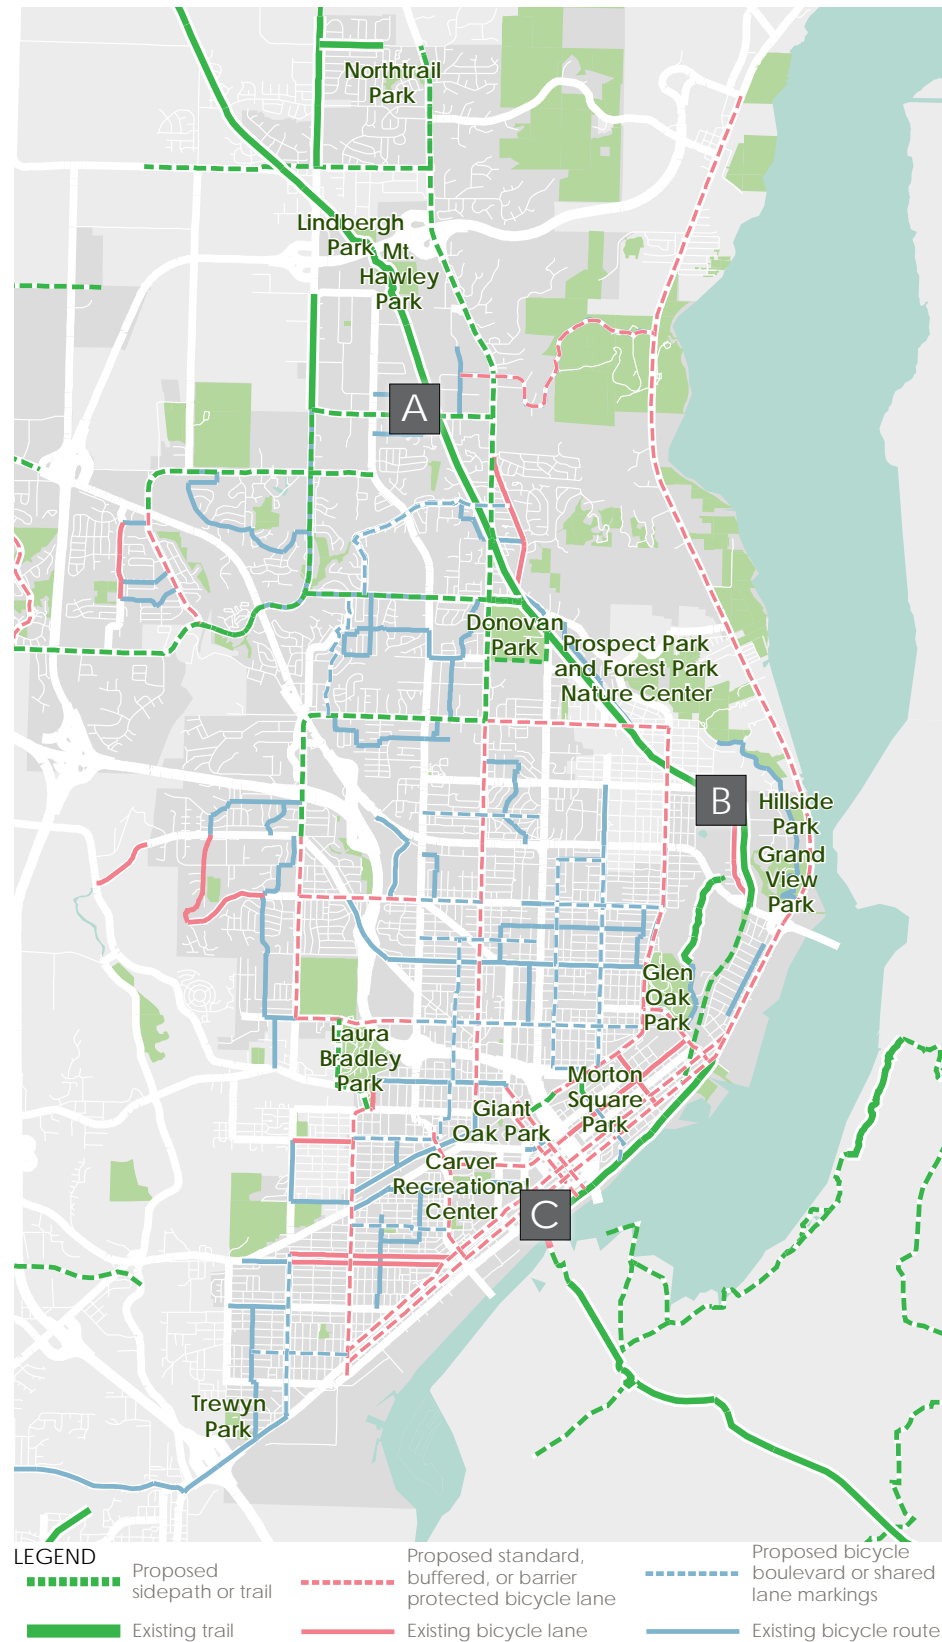 Northtrail
Park
Lindbergh
Park
Mt.
Hawley
Park
A
Donovan
Park
Prospect Park
and Forest Park
Nature Center
B
Hillside
Park
Grand
View
Park
Glen
Oak
Park
Laura
Bradley
Park
Morton
Square
Park
Giant
Oak Park
Carver
Recreational
Center
C
Trewyn
Park
LEGEND
Proposed
sidepath or trail
Existing trail
Proposed standard,
buffered, or barrier
protected bicycle lane
Existing bicycle lane
Proposed bicycle
boulevard or shared
lane markings
Existing bicycle route